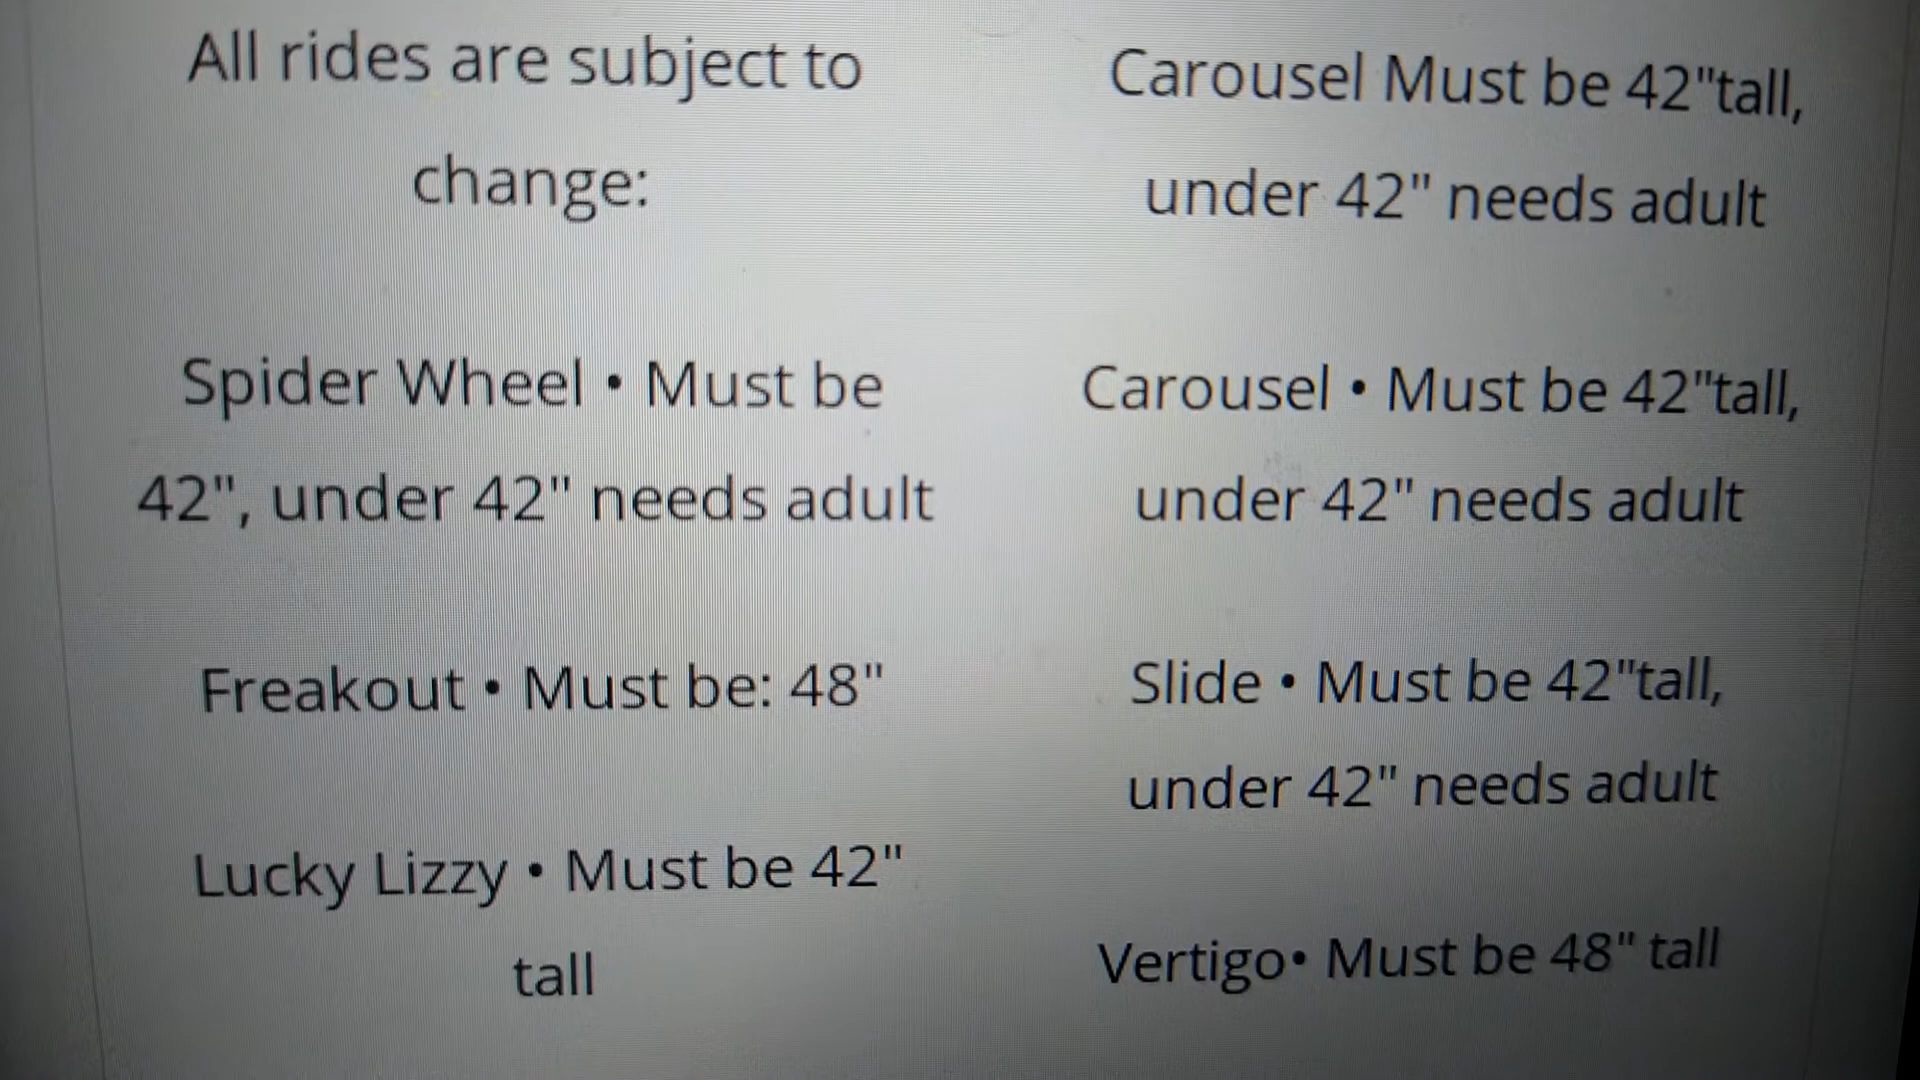 All rides are subject to
change:
Spider Wheel • Must be
42", under 42" needs adult
Freakout • Must be: 48"
Lucky Lizzy • Must be 42"
tall
Carousel Must be 42"tall,
under 42" needs adult
Carousel • Must be 42"tall,
under 42" needs adult
Slide • Must be 42"tall,
under 42" needs adult
Vertigo• Must be 48" tall